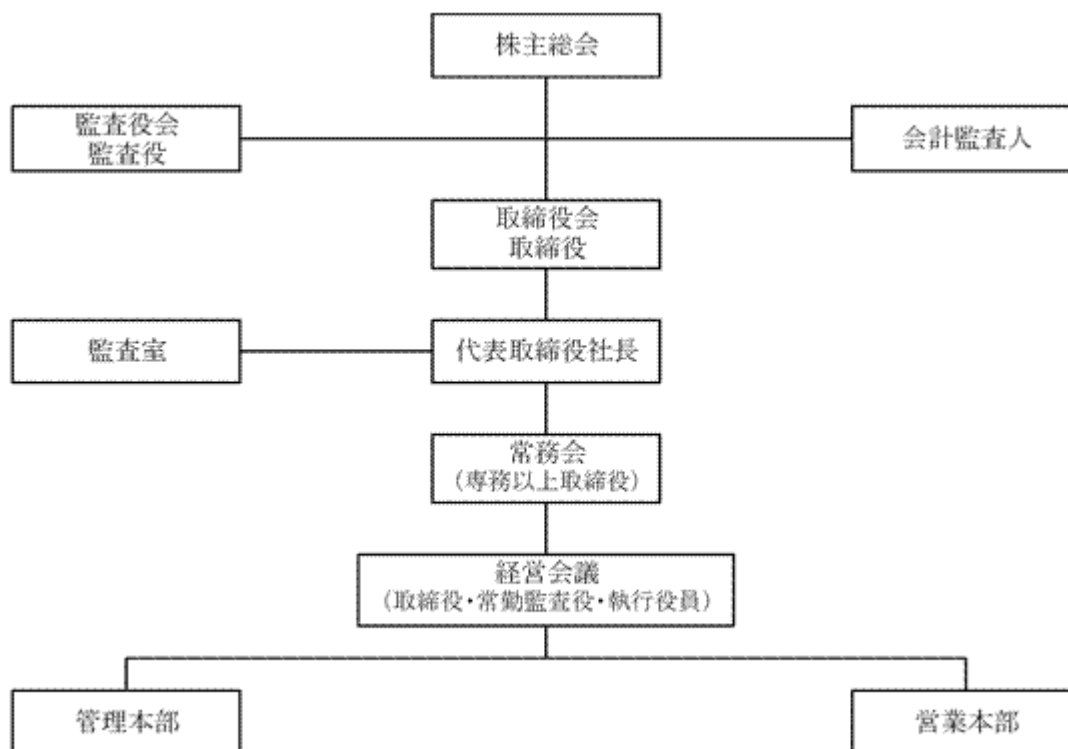 株主総会
監査役会
監査役
会計監査人
取締役会
取締役
監査室
代表取締役社長
常務会
（専務以上取締役）
経営会議
（取締役・常勤監査役・執行役員）
管理本部
営業本部